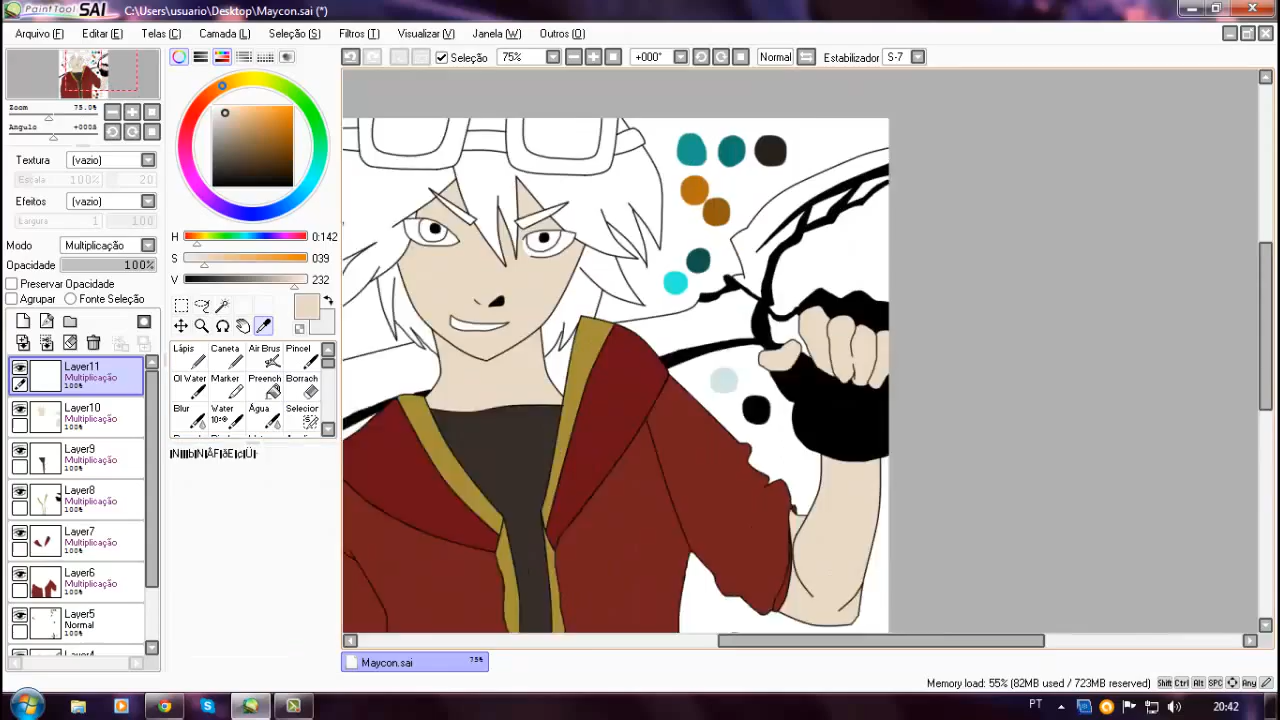 PaintTool SAI C:\Users\usuario\Desktop\Maycon.sai (*)
Arquivo (F) Editar (E) Telas (C) Camada (L) Seleção (S) Filtros (T) Visualizar (V) Janela (W) Outros (O)
Seleção 75% +000° Normal Estabilizador S-7
Zoom 75.0%
Angulo +000°
Textura (vazio)
Escala 100% 20
Efeitos (vazio)
Largura 1 100
Modo Multiplicação
Opacidade 100%
Preservar Opacidade
Agrupar Fonte Seleção
H 0:142
S 039
V 232
Lápis Caneta Air Brus Pincel
Ol Water Marker Preench Borrach
Blur Water Água Selecior
Layer11
Multiplicação
100%
Layer10
Multiplicação
100%
Layer9
Multiplicação
100%
Layer8
Multiplicação
100%
Layer7
Multiplicação
100%
Layer6
Multiplicação
100%
Layer5
Normal
100%
Maycon.sai 75%
Memory load: 55% (82MB used / 723MB reserved) Shift Ctrl Alt SPC Any
PT 20:42